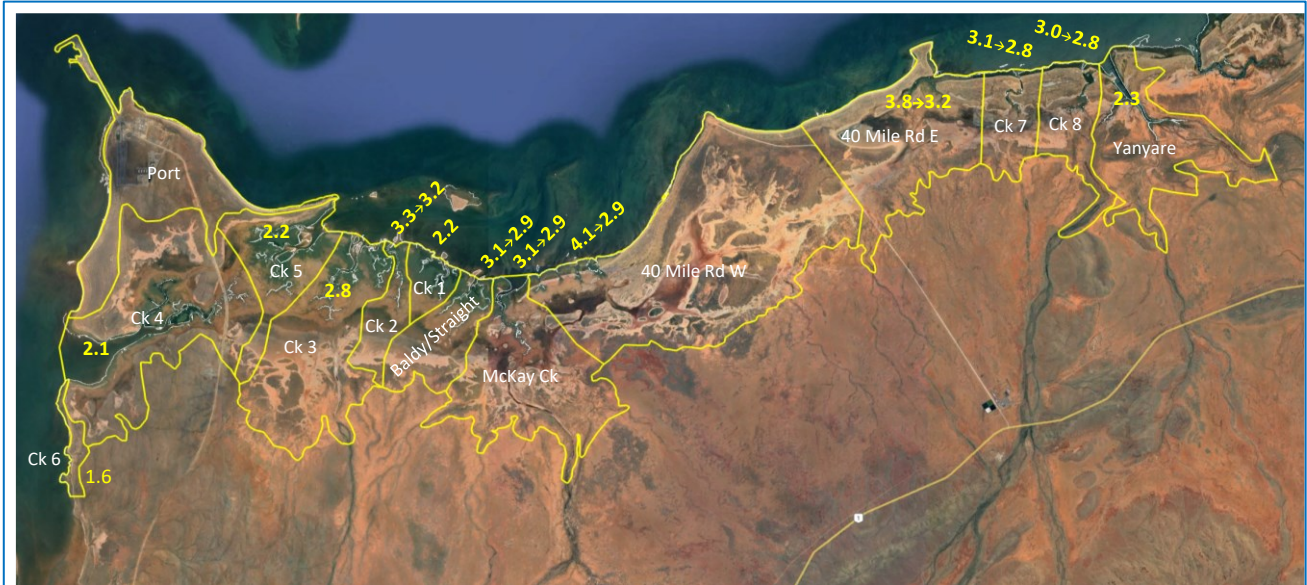 3.0→2.8
3.1→2.8
3.8→3.2
2.3
40 Mile Rd E
Ck 7
Ck 8
Yanyare
Port
3.3→3.2
2.2
3.1→2.9
3.1→2.9
4.1→2.9
2.2
Ck 5
40 Mile Rd W
Ck 1
2.8
Ck 4
Ck 2
2.1
Ck 3
Baldy/Straight
McKay Ck
Ck 6
1.6
1